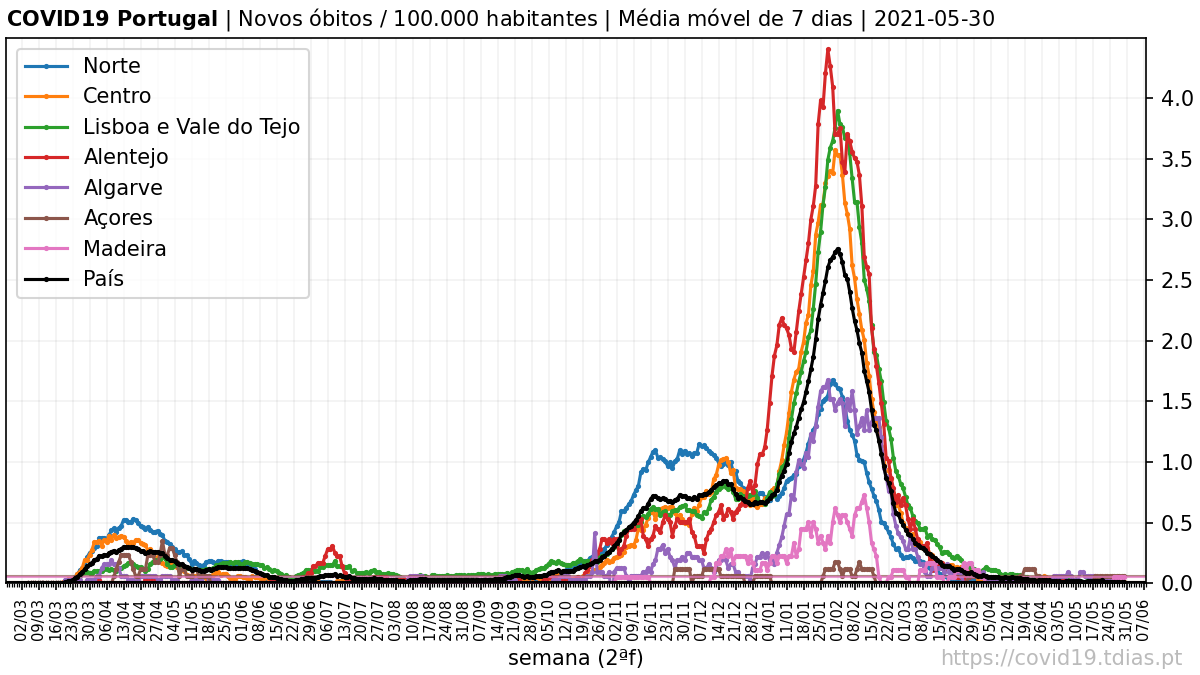 COVID19 Portugal | Novos óbitos / 100.000 habitantes | Média móvel de 7 dias | 2021-05-30
Norte
Centro
Lisboa e Vale do Tejo
Alentejo
Algarve
Açores
Madeira
País
4.0
3.5
3.0
2.5
2.0
1.5
1.0
0.5
0.0
02/03 09/03 16/03 23/03 30/03 06/04 13/04 20/04 27/04 04/05 11/05 18/05 25/05 01/06 08/06 15/06 22/06 29/06 06/07 13/07 20/07 27/07 03/08 10/08 17/08 24/08 31/08 07/09 14/09 21/09 28/09 05/10 12/10 19/10 26/10 02/11 09/11 16/11 23/11 30/11 07/12 14/12 21/12 28/12 04/01 11/01 18/01 25/01 01/02 08/02 15/02 22/02 01/03 08/03 15/03 22/03 29/03 05/04 12/04 19/04 26/04 03/05 10/05 17/05 24/05 31/05 07/06
semana (2ªf)
https://covid19.tdias.pt